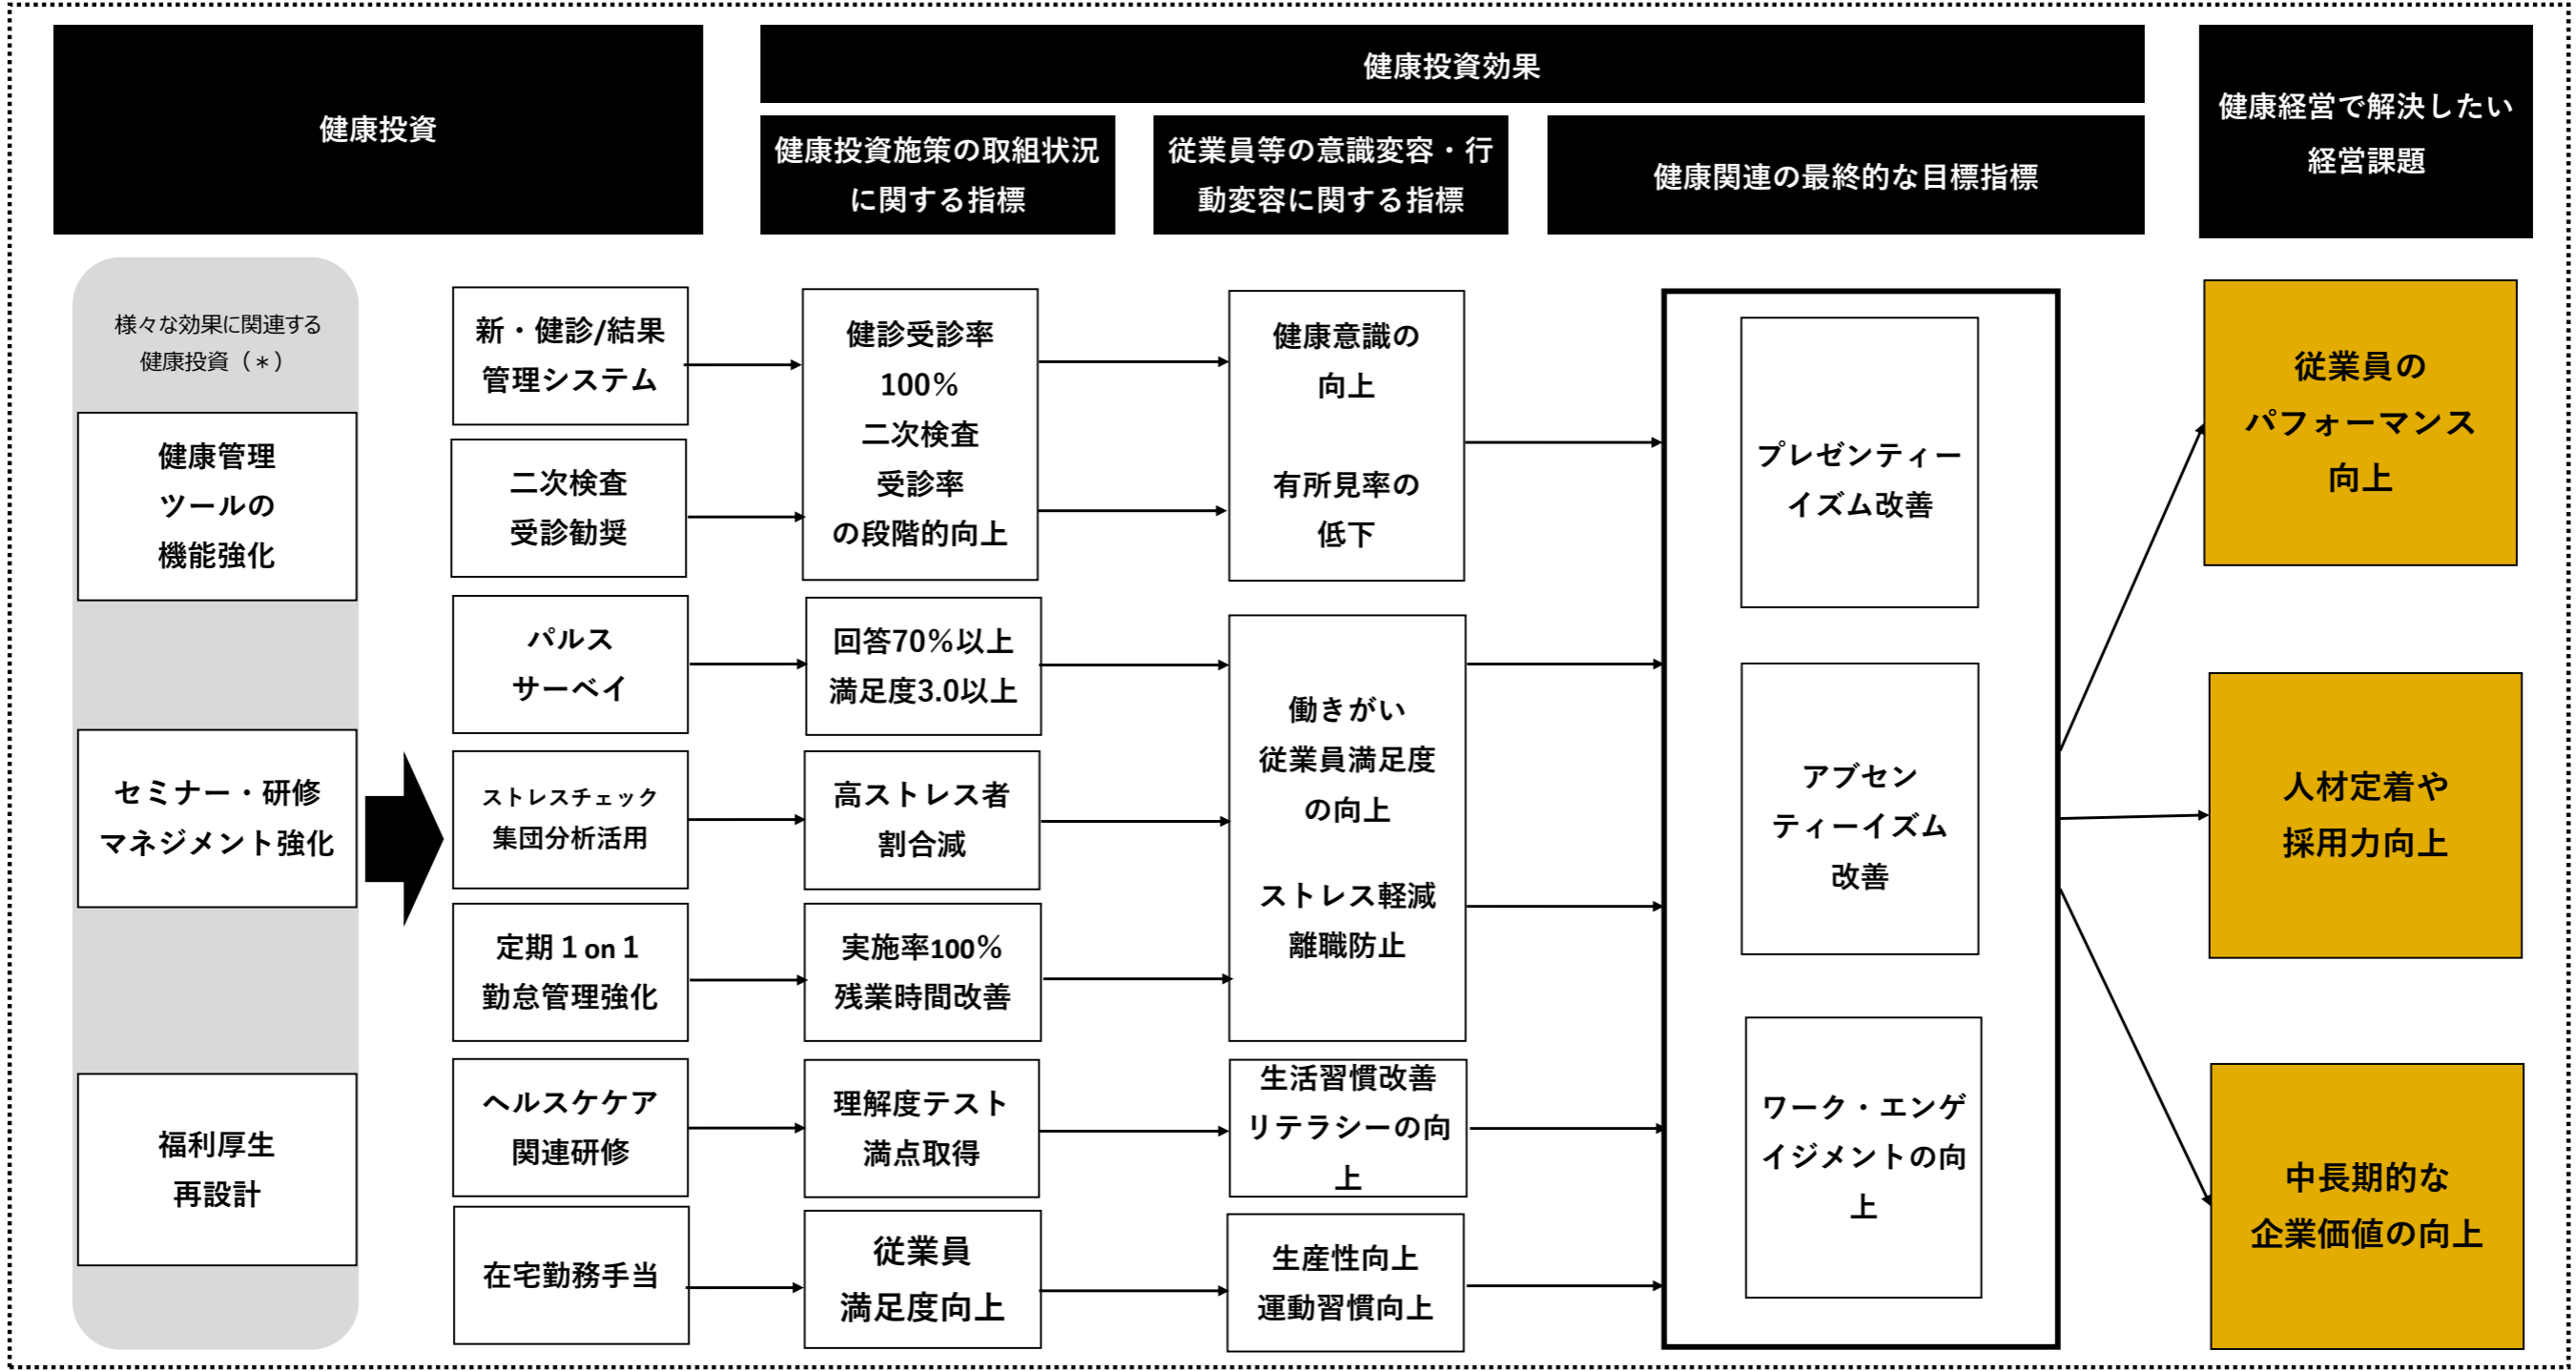 健康投資
健康投資効果
健康投資施策の取組状況
に関する指標
従業員等の意識変容・行
動変容に関する指標
健康関連の最終的な目標指標
健康経営で解決したい
経営課題
様々な効果に関連する
健康投資（＊）
健康管理
ツールの
機能強化
セミナー・研修
マネジメント強化
福利厚生
再設計
新・健診/結果
管理システム
二次検査
受診勧奨
パルス
サーベイ
ストレスチェック
集団分析活用
定期１on１
勤怠管理強化
ヘルスケケア
関連研修
在宅勤務手当
健診受診率
100％
二次検査
受診率
の段階的向上
回答70％以上
満足度3.0以上
高ストレス者
割合減
実施率100％
残業時間改善
理解度テスト
満点取得
従業員
満足度向上
健康意識の
向上
有所見率の
低下
働きがい
従業員満足度
の向上
ストレス軽減
離職防止
生活習慣改善
リテラシーの向
上
生産性向上
運動習慣向上
プレゼンティー
イズム改善
アブセン
ティーイズム
改善
ワーク・エンゲ
イジメントの向
上
従業員の
パフォーマンス
向上
人材定着や
採用力向上
中長期的な
企業価値の向上